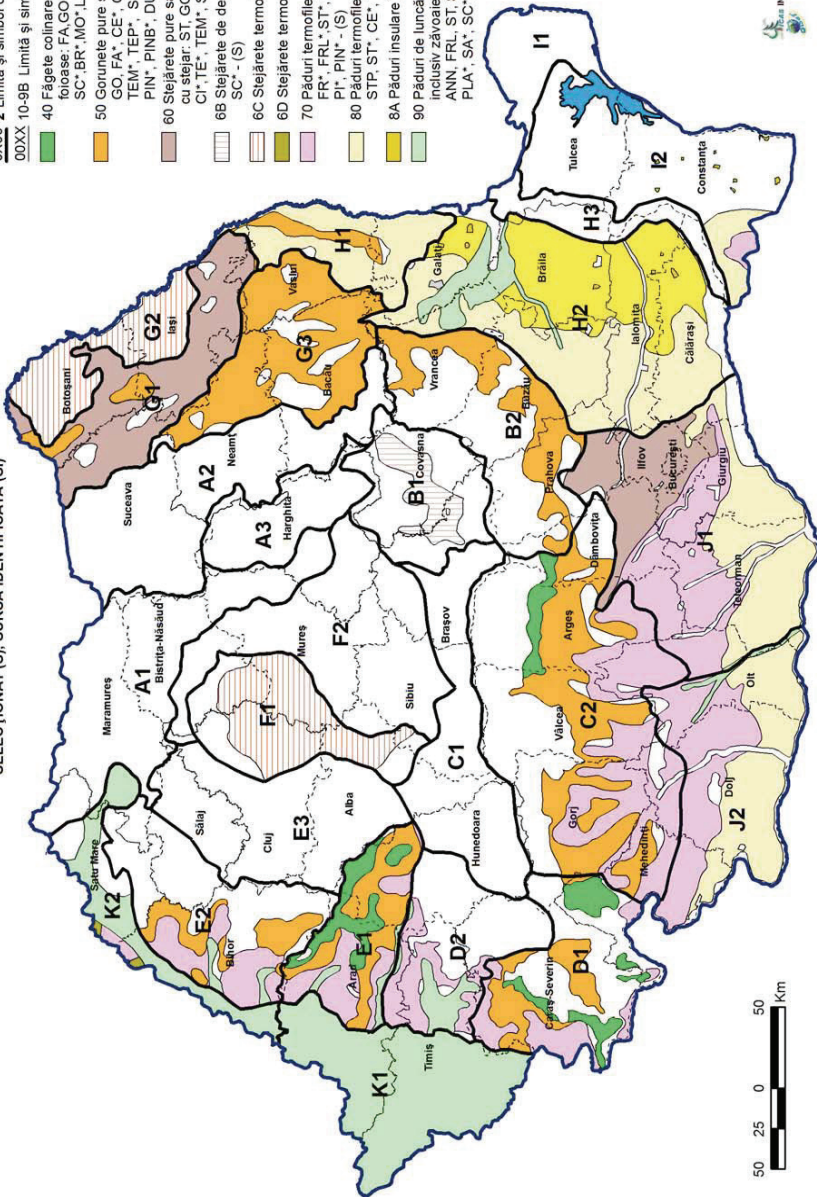 SELECȚIONAT (S), SURSĂ IDENTIFICATĂ (SI)
00XX 10-9B Limită și sim
40 Făgete colinare
foioase: FA,GO
SC*,BR*,MO*,L
50 Gorunete pure s
GO, FA*, CE*, G
TEM*, TEP*, S
PIN*, PINB*, DU
60 Stejărete pure sa
cu stejar: ST, GO
CI*,TE*, TEM*, S
6B Stejărete de de
SC* - (S)
6C Stejărete termo
6D Stejărete termo
70 Păduri termofile
FR*, FRL*,ST*,
PI*, PIN* - (S)
80 Păduri termofile
STP, ST*, CE*,
8A Păduri insulare
90 Păduri de luncă
inclusiv zăvoaie
ANN, FRL, ST, S
PLA*, SA*, SC*
Botoșani
G2
Iași
G1
Suceava
Maramureș
A1
Bistrița-Năsăud
Satu Mare
K2
Sălaj
A2
Neamț
G3
Vaslui
Bacău
H1
A3
Harghita
Mureș
F1
F2
Cluj
E3
Alba
E2
Bihor
E1
Arad
B1
Covasna
Vrancea
Galați
B2
Buzău
Brașov
Sibiu
C1
Hunedoara
D2
K1
Timiș
Caraș-Severin
D1
Prahova
Brăila
H2
H3
Tulcea
I1
I2
Constanța
Ialomița
Călărași
Ilfov
București
Giurgiu
Dâmbovița
Argeș
Vâlcea
C2
Gorj
Mehedinți
J1
Teleorman
Olt
J2
Dolj
50 25 0 50
Km